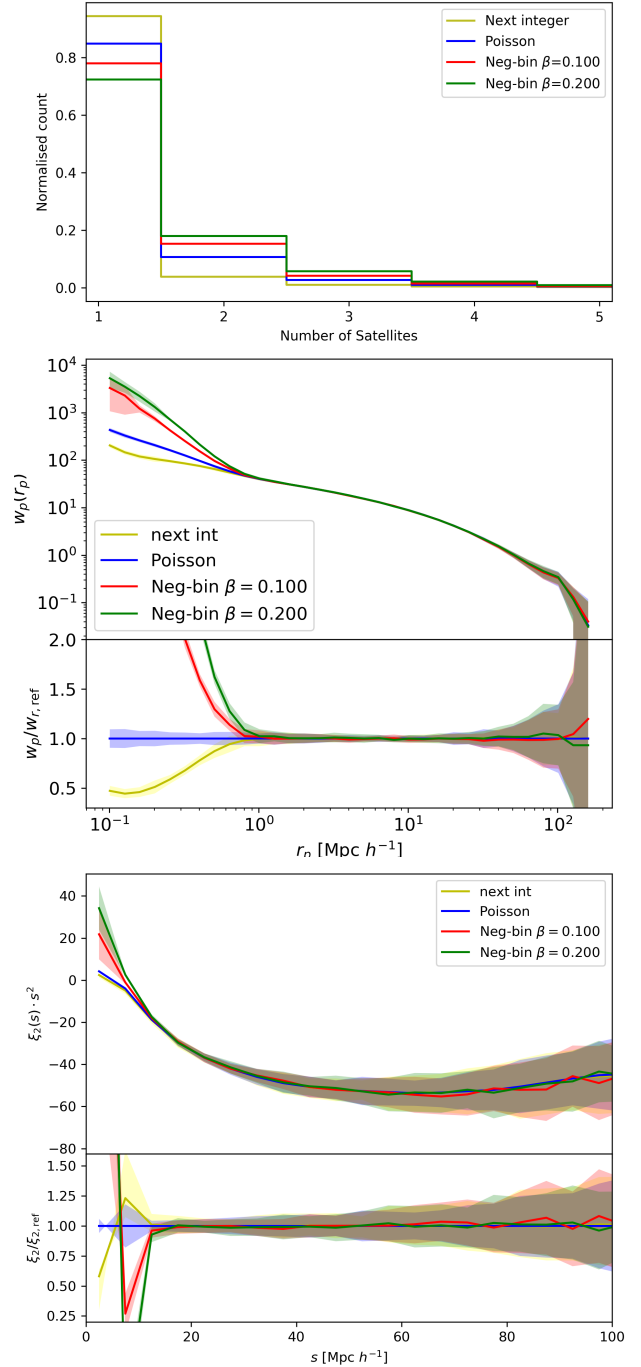 Next integer
Poisson
Neg-bin β=0.100
Neg-bin β=0.200
Normalised count
0.8
0.6
0.4
0.2
0.0
1 2 3 4 5
Number of Satellites
w_p(r_p)
10⁴
10³
10²
10¹
10⁰
10⁻¹
next int
Poisson
Neg-bin β = 0.100
Neg-bin β = 0.200
w_p/w_{r, ref}
2.0
1.5
1.0
0.5
10⁻¹ 10⁰ 10¹ 10²
r_p [Mpc h⁻¹]
ξ₂(s) · s²
40
20
0
−20
−40
−60
−80
next int
Poisson
Neg-bin β = 0.100
Neg-bin β = 0.200
ξ₂/ξ_{2, ref}
1.50
1.25
1.00
0.75
0.50
0.25
0 20 40 60 80 100
s [Mpc h⁻¹]